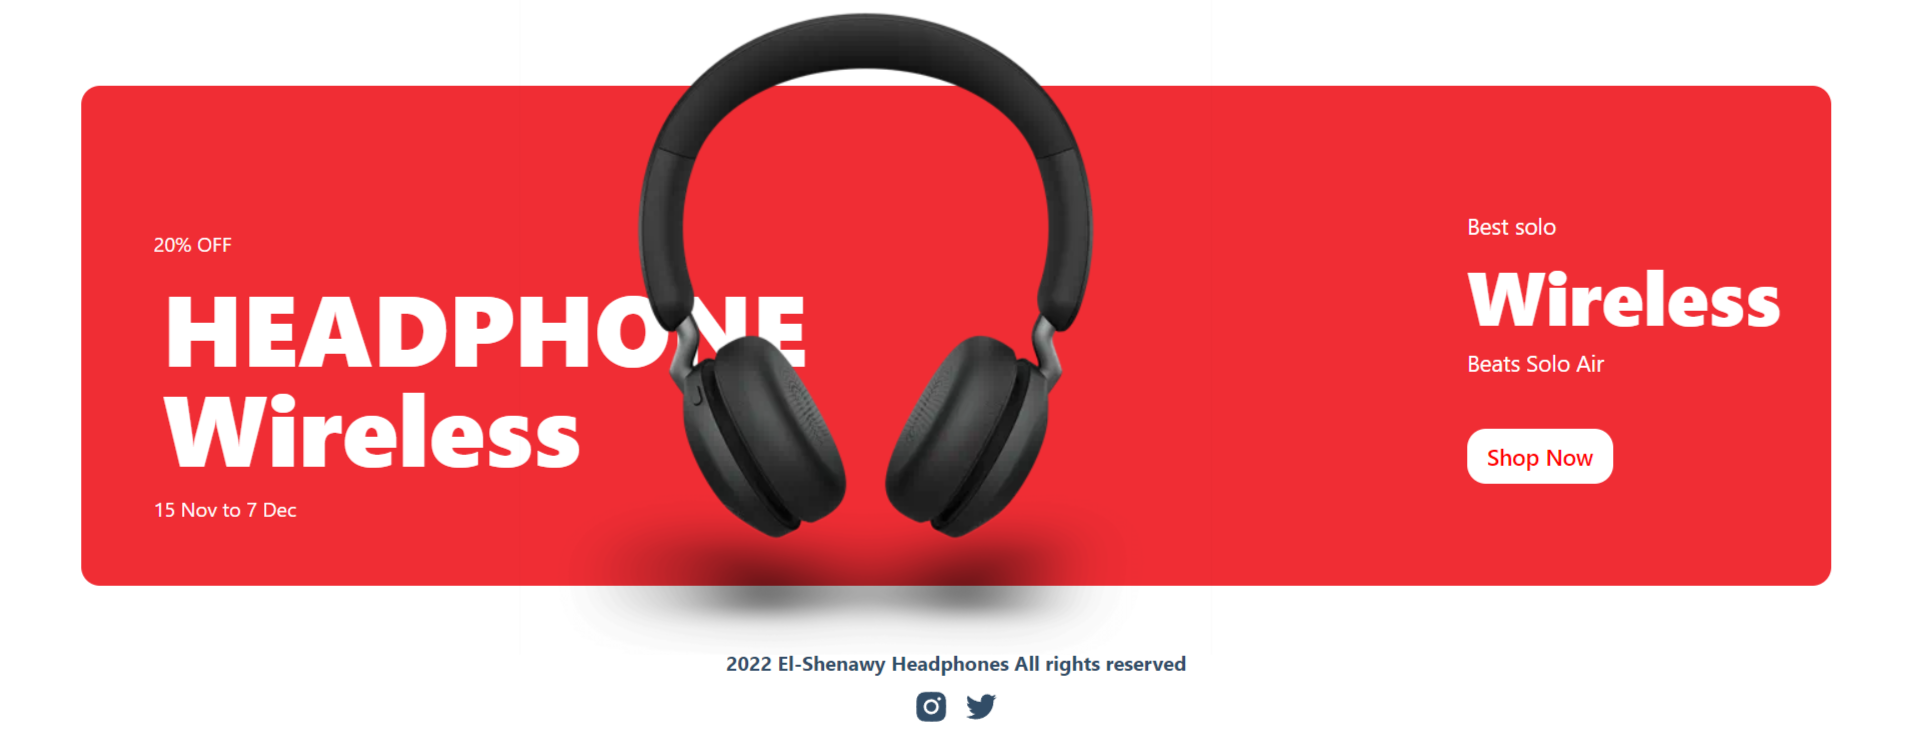 20% OFF
HEADPHONE
Wireless
15 Nov to 7 Dec
Best solo
Wireless
Beats Solo Air
Shop Now
2022 El-Shenawy Headphones All rights reserved